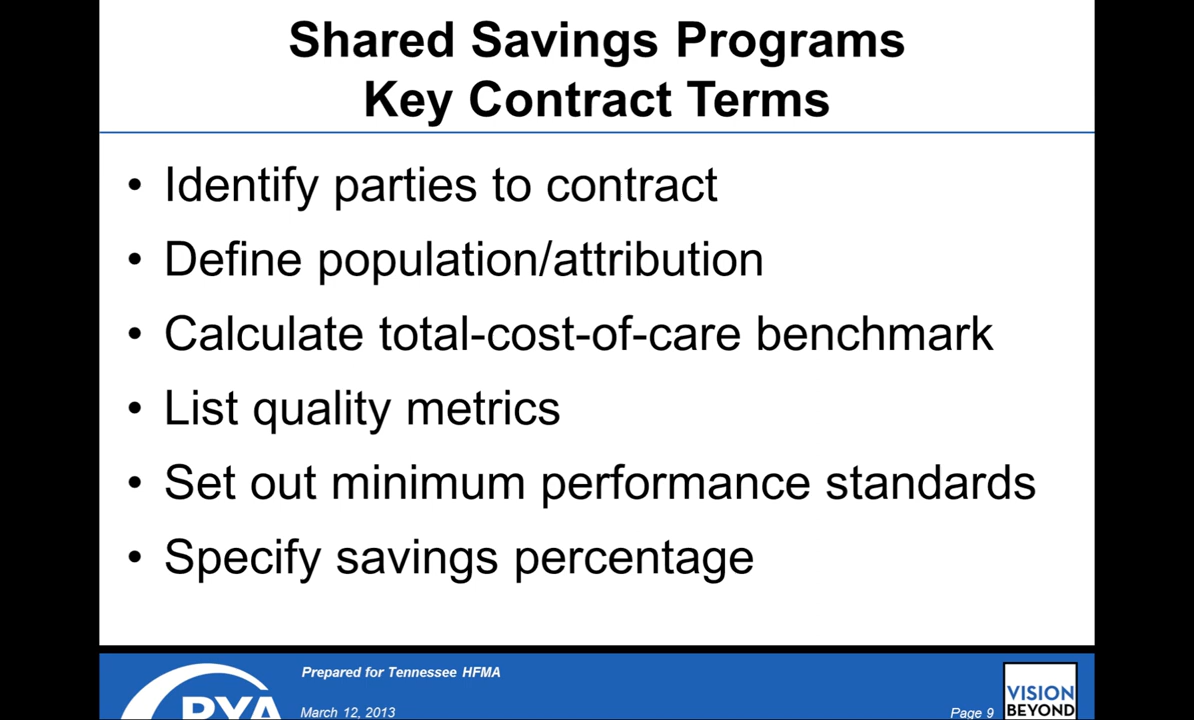 Shared Savings Programs
Key Contract Terms
• Identify parties to contract
• Define population/attribution
• Calculate total-cost-of-care benchmark
• List quality metrics
• Set out minimum performance standards
• Specify savings percentage
Prepared for Tennessee HFMA
March 12, 2013
PYA
Page 9
VISION
BEYOND